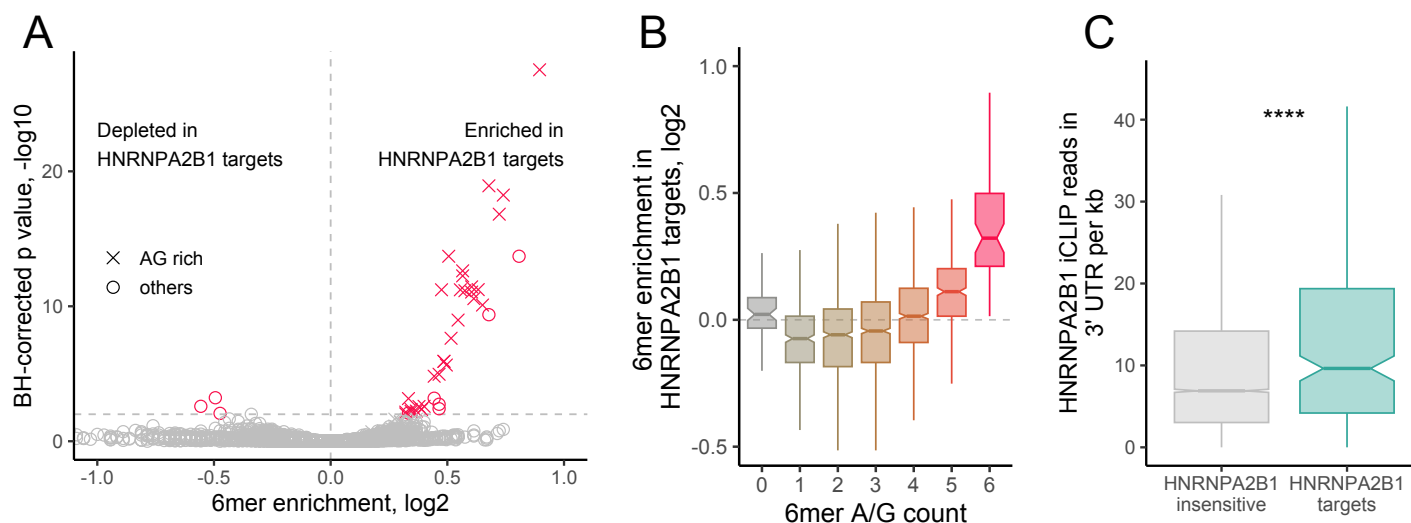 A
BH-corrected p value, -log10
20
10
0
Depleted in
HNRNPA2B1 targets
Enriched in
HNRNPA2B1 targets
AG rich
others
-1.0
-0.5
0.0
0.5
1.0
6mer enrichment, log2
B
6mer enrichment in
HNRNPA2B1 targets, log2
1.0
0.5
0.0
-0.5
0
1
2
3
4
5
6
6mer A/G count
C
HNRNPA2B1 iCLIP reads in
3' UTR per kb
40
30
20
10
0
****
HNRNPA2B1
insensitive
HNRNPA2B1
targets